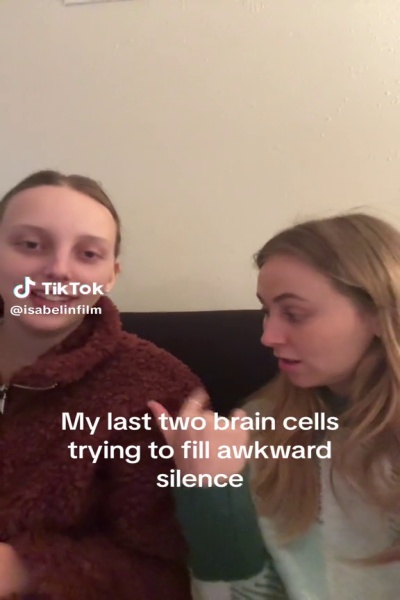 TikTok
@isabelinfilm
My last two brain cells
trying to fill awkward
silence